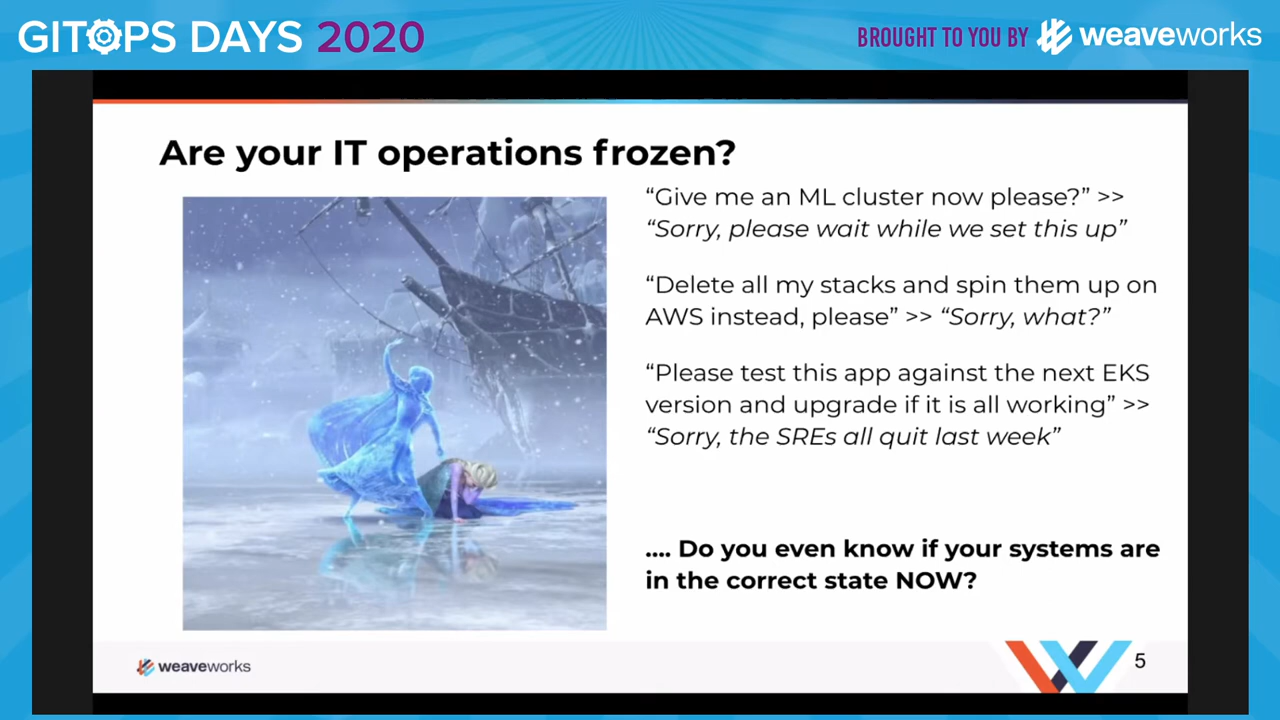 GITOPS DAYS 2020
BROUGHT TO YOU BY weaveworks
Are your IT operations frozen?
“Give me an ML cluster now please?” >>
“Sorry, please wait while we set this up”
“Delete all my stacks and spin them up on
AWS instead, please” >> “Sorry, what?”
“Please test this app against the next EKS
version and upgrade if it is all working” >>
“Sorry, the SREs all quit last week”
.... Do you even know if your systems are
in the correct state NOW?
weaveworks
5